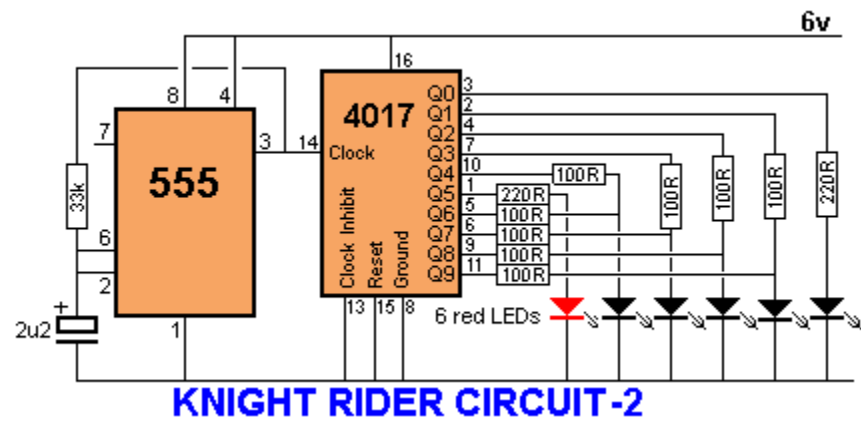 6v
16
8 4
7
3
14
555
4017
Clock
Clock Inhibit
Reset
Ground
Q0 3
Q1 2
Q2 4
Q3 7
Q4 10
Q5 1
Q6 5
Q7 6
Q8 9
Q9 11
100R
220R
100R
100R
100R
100R
100R
100R
100R
220R
33k
6
2
1
+
2u2
13 15 8
6 red LEDs
KNIGHT RIDER CIRCUIT-2